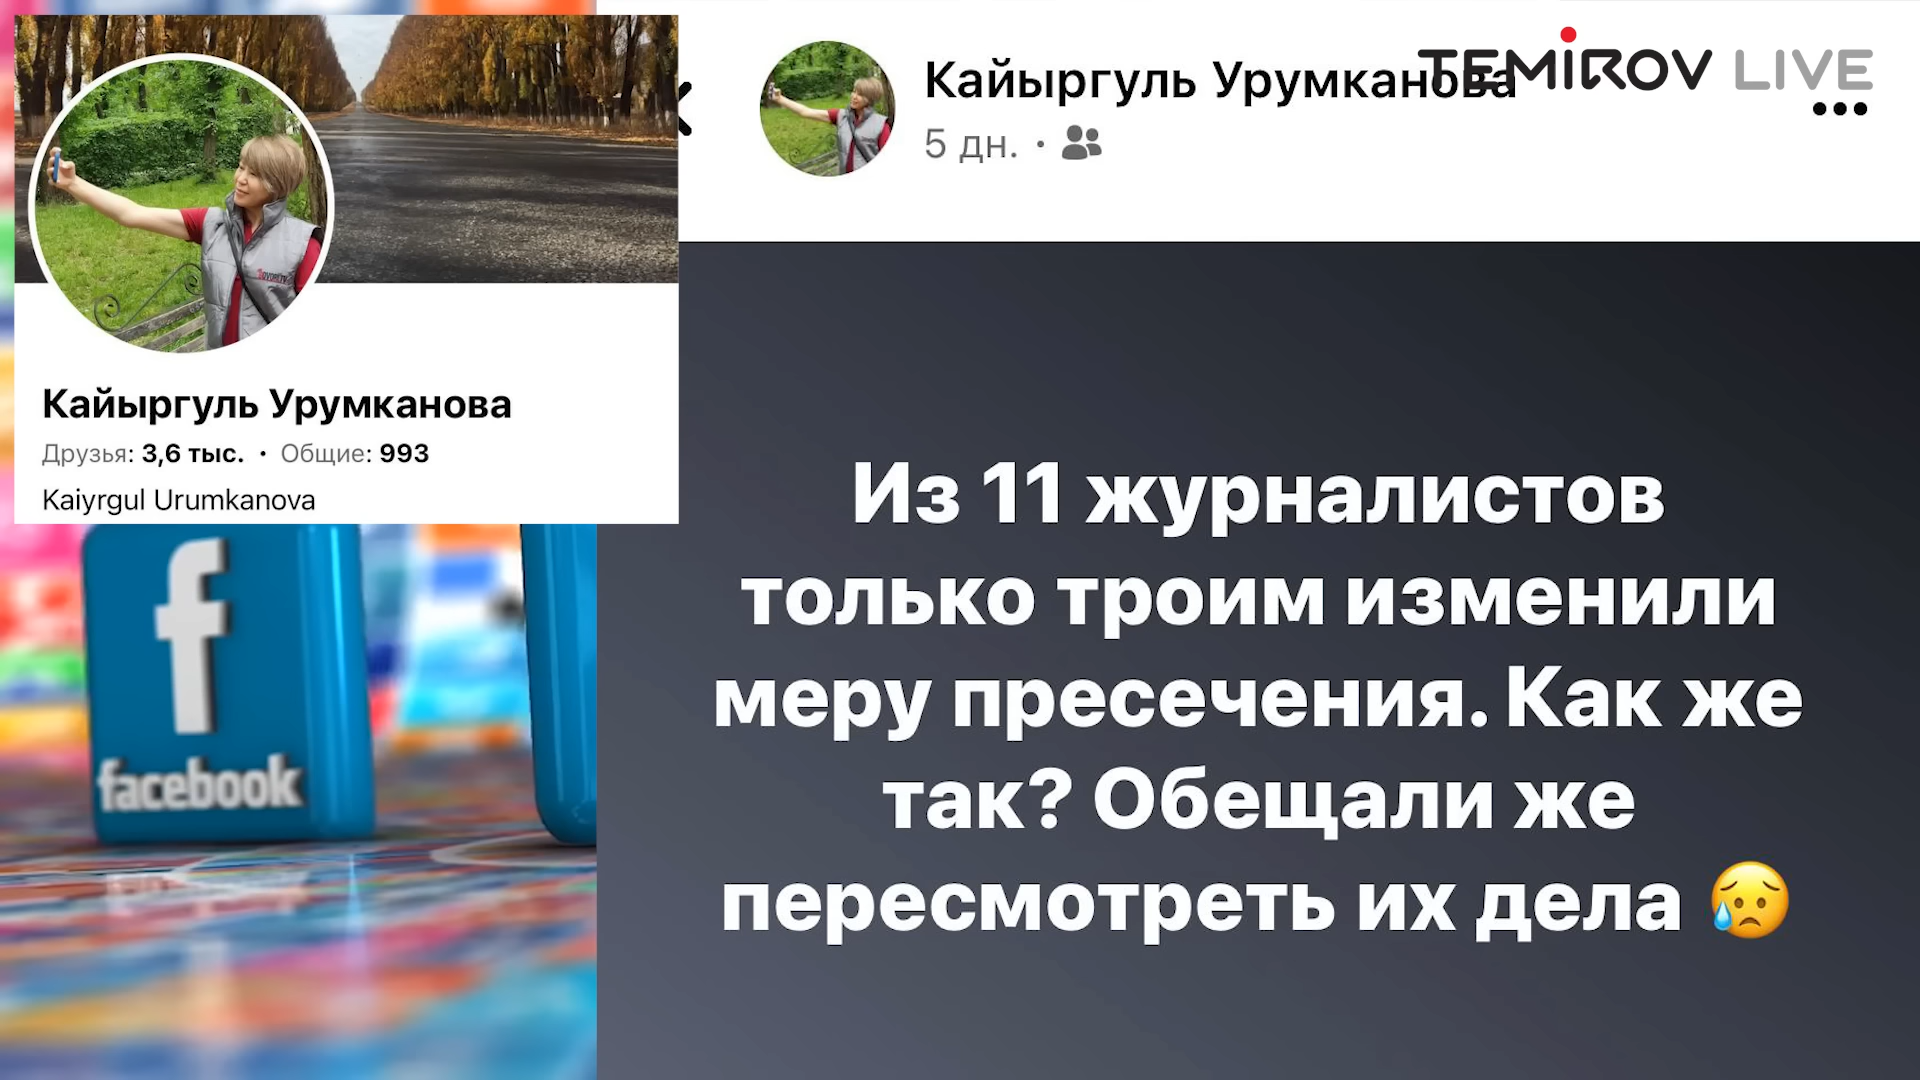 TEMIROV LIVE
Кайыргуль Урумканова
5 дн.
Кайыргуль Урумканова
Друзья: 3,6 тыс. · Общие: 993
Kaiyrgul Urumkanova
facebook
Из 11 журналистов
только троим изменили
меру пресечения. Как же
так? Обещали же
пересмотреть их дела 😥